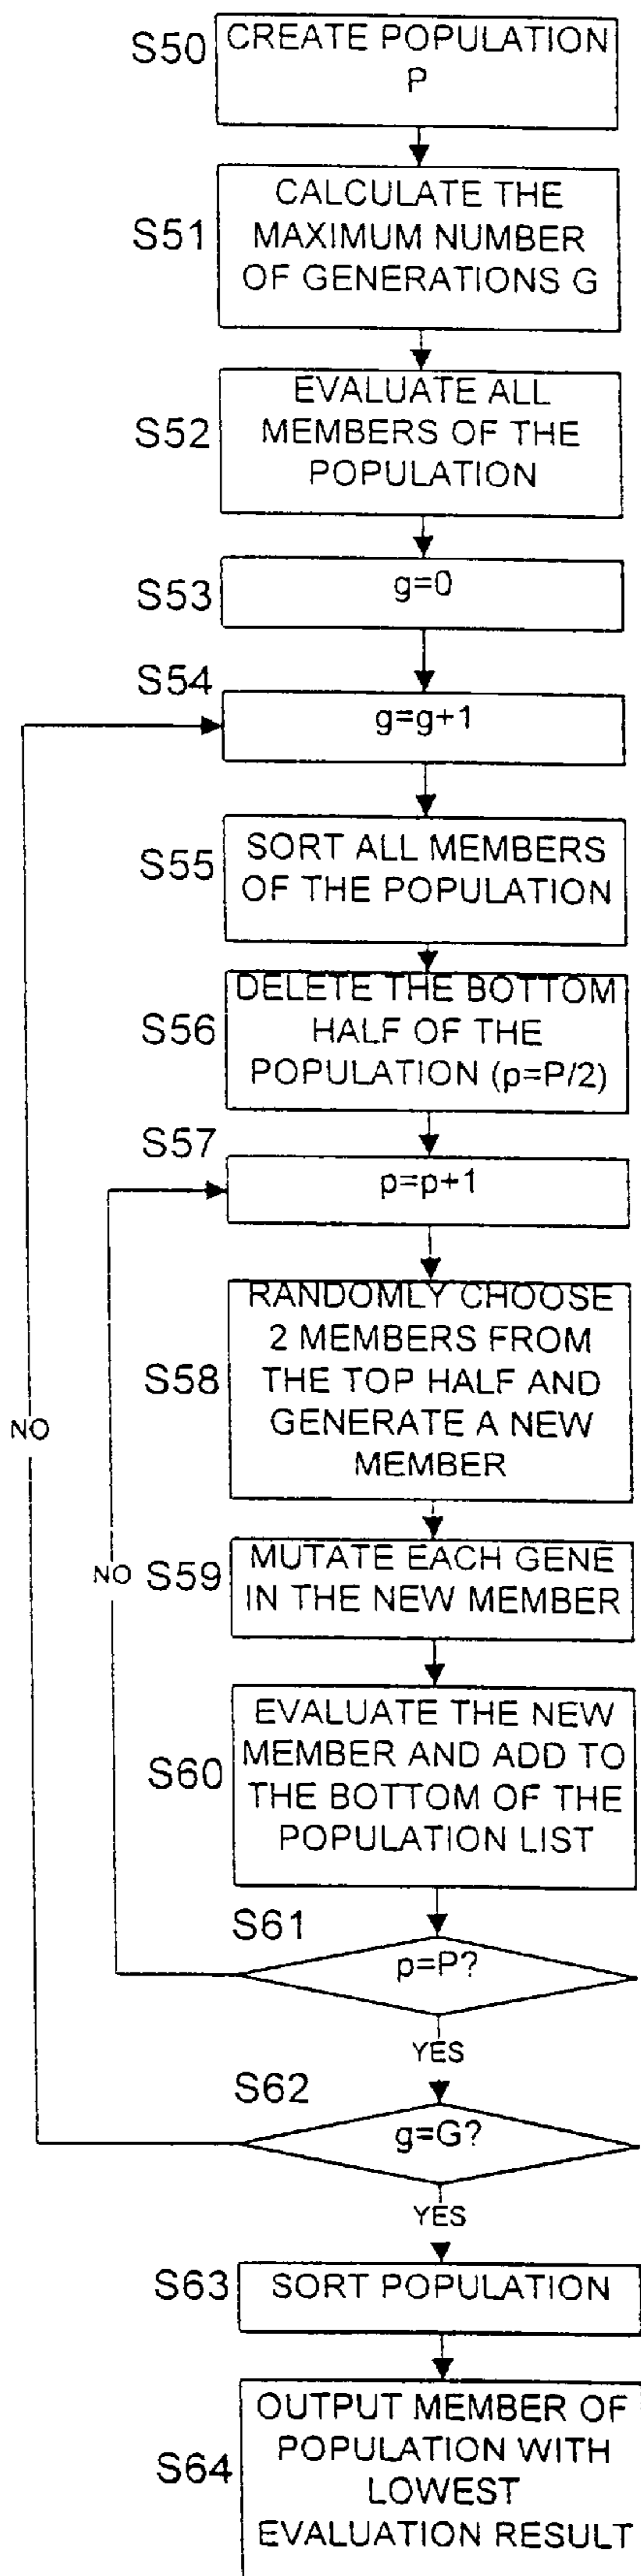 S50
CREATE POPULATION
P
S51
CALCULATE THE
MAXIMUM NUMBER
OF GENERATIONS G
S52
EVALUATE ALL
MEMBERS OF THE
POPULATION
S53
g=0
S54
g=g+1
S55
SORT ALL MEMBERS
OF THE POPULATION
S56
DELETE THE BOTTOM
HALF OF THE
POPULATION (p=P/2)
S57
p=p+1
S58
RANDOMLY CHOOSE
2 MEMBERS FROM
THE TOP HALF AND
GENERATE A NEW
MEMBER
NO
NO
S59
MUTATE EACH GENE
IN THE NEW MEMBER
S60
EVALUATE THE NEW
MEMBER AND ADD TO
THE BOTTOM OF THE
POPULATION LIST
S61
p=P?
YES
S62
g=G?
YES
S63
SORT POPULATION
S64
OUTPUT MEMBER OF
POPULATION WITH
LOWEST
EVALUATION RESULT